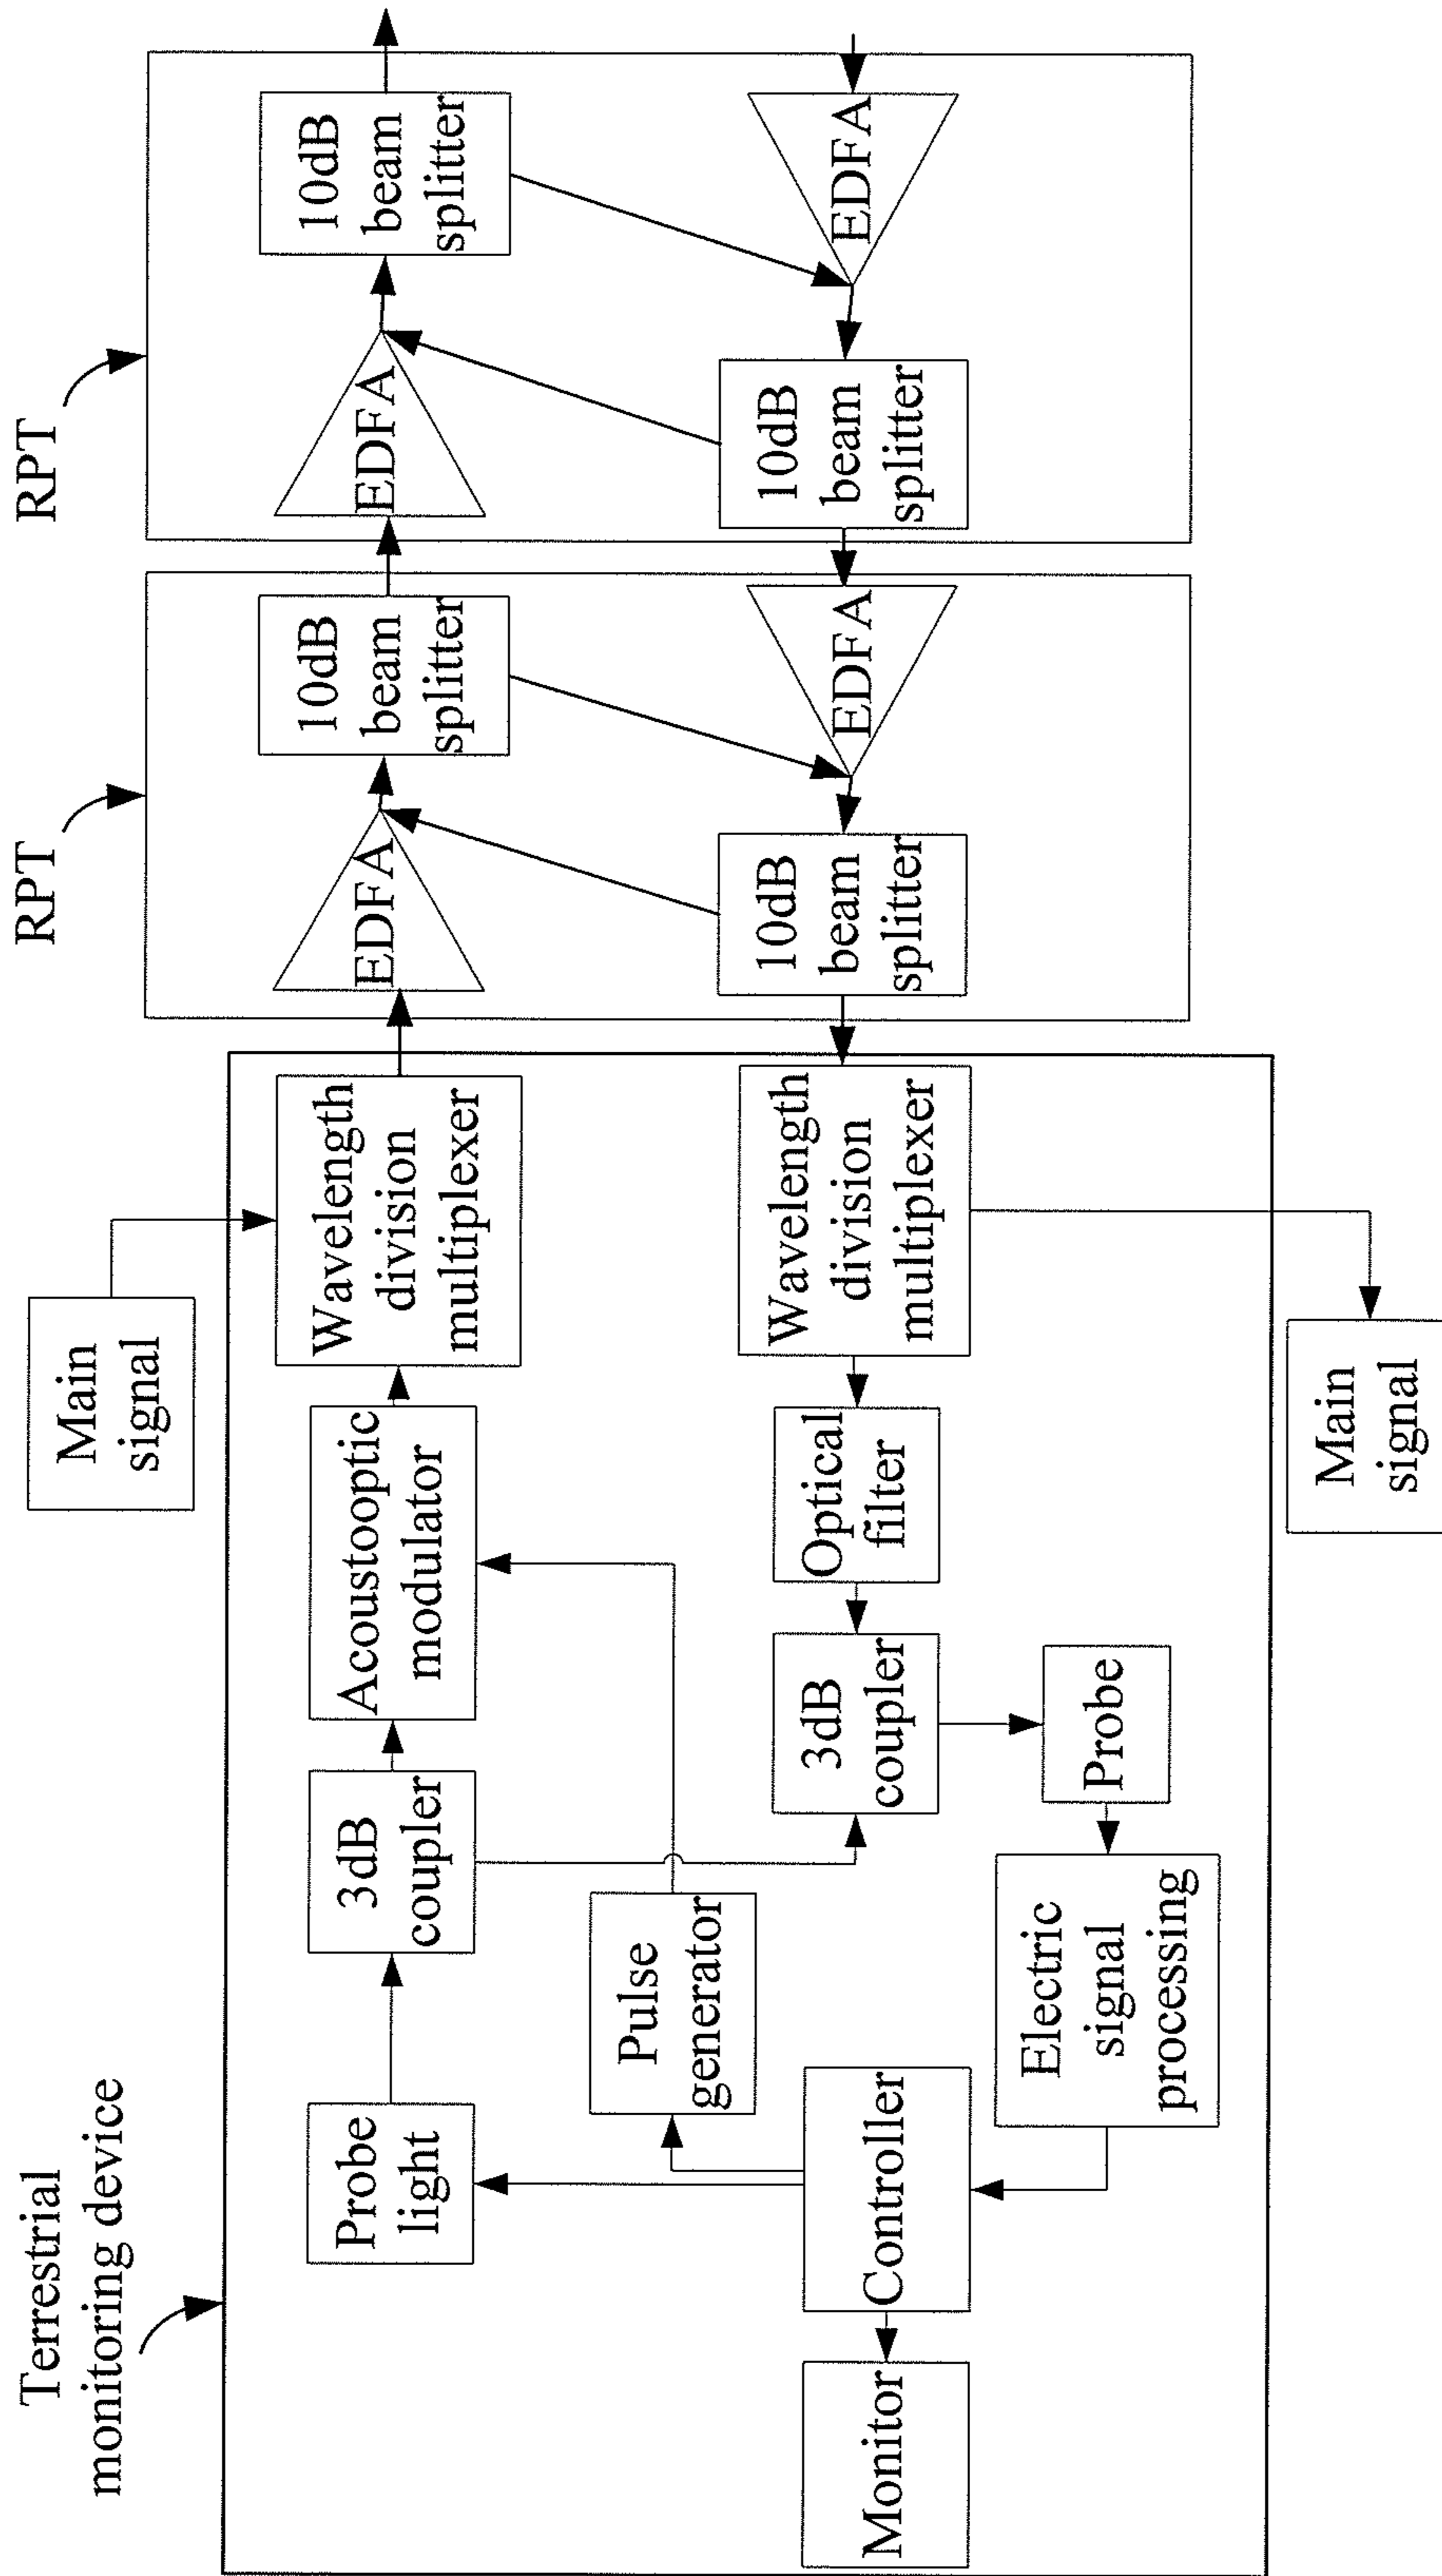 Terrestrial
monitoring device
Main
signal
RPT
RPT
Probe
light
3dB
coupler
Acoustooptic
modulator
Wavelength
division
multiplexer
EDFA
10dB
beam
splitter
EDFA
10dB
beam
splitter
Pulse
generator
Monitor
Controller
3dB
coupler
Optical
filter
Wavelength
division
multiplexer
10dB
beam
splitter
EDFA
10dB
beam
splitter
EDFA
Electric
signal
processing
Probe
Main
signal